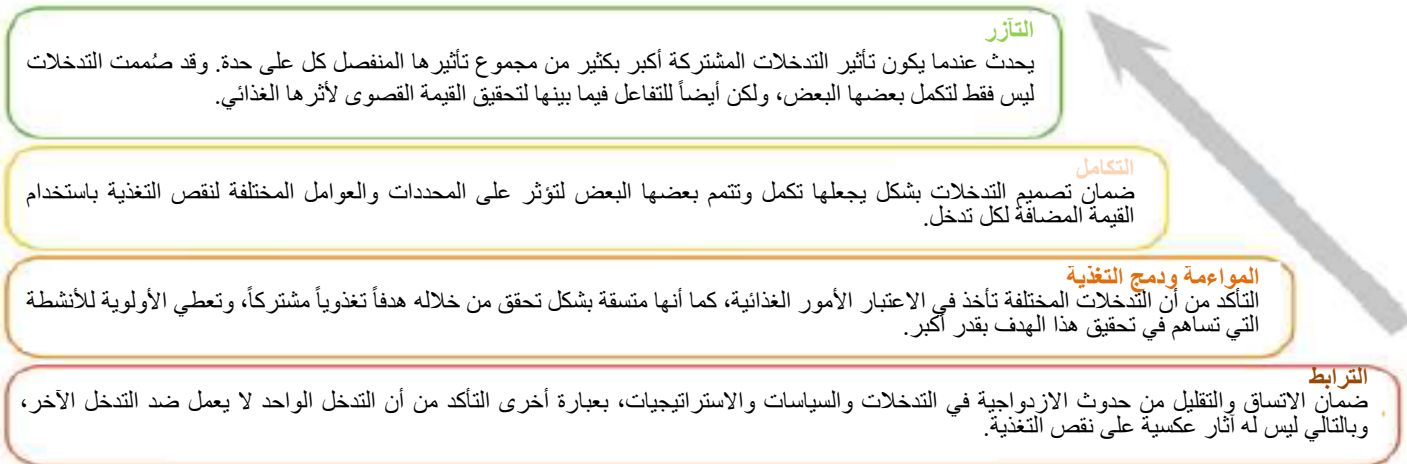 التآزر
يحدث عندما يكون تأثير التدخلات المشتركة أكبر بكثير من مجموع تأثيرها المنفصل كل على حدة. وقد صُممت التدخلات
ليس فقط لتكمل بعضها البعض، ولكن أيضاً للتفاعل فيما بينها لتحقيق القيمة القصوى لأثرها الغذائي.
التكامل
ضمان تصميم التدخلات بشكل يجعلها تكمل وتتمم بعضها البعض لتؤثر على المحددات والعوامل المختلفة لنقص التغذية باستخدام
القيمة المضافة لكل تدخل.
المواءمة ودمج التغذية
التأكد من أن التدخلات المختلفة تأخذ في الاعتبار الأمور الغذائية، كما أنها متسقة بشكل تحقق من خلاله هدفاً تغذوياً مشتركاً، وتعطي الأولوية للأنشطة
التي تساهم في تحقيق هذا الهدف بقدر أكبر.
الترابط
ضمان الاتساق والتقليل من حدوث الازدواجية في التدخلات والسياسات والاستراتيجيات، بعبارة أخرى التأكد من أن التدخل الواحد لا يعمل ضد التدخل الآخر،
وبالتالي ليس له آثار عكسية على نقص التغذية.